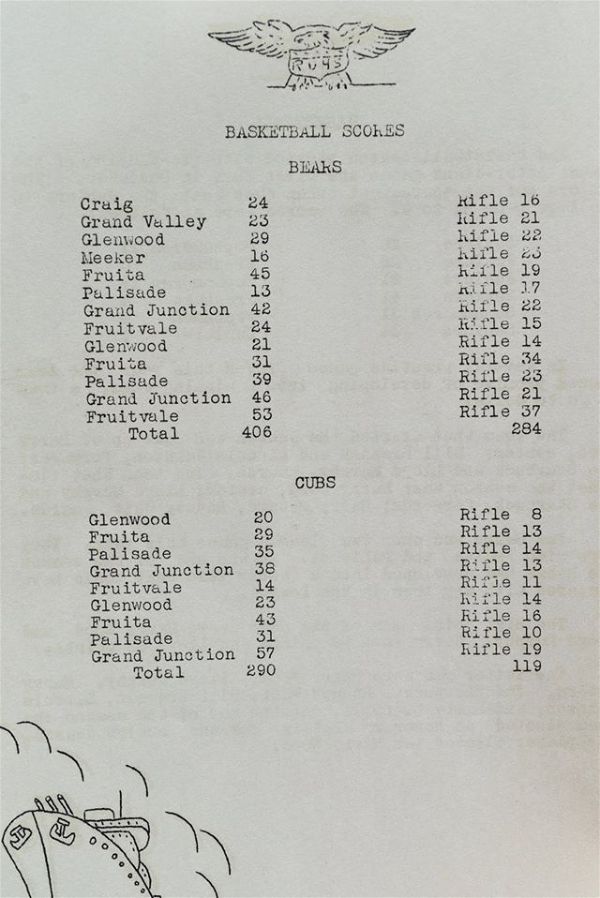 RUHS
BASKETBALL SCORES
BEARS
Craig 24 Rifle 16
Grand Valley 23 Rifle 21
Glenwood 29 Rifle 22
Meeker 16 Rifle 23
Fruita 45 Rifle 19
Palisade 13 Rifle 17
Grand Junction 42 Rifle 22
Fruitvale 24 Rifle 15
Glenwood 21 Rifle 14
Fruita 31 Rifle 34
Palisade 39 Rifle 23
Grand Junction 46 Rifle 21
Fruitvale 53 Rifle 37
Total 406 284
CUBS
Glenwood 20 Rifle 8
Fruita 29 Rifle 13
Palisade 35 Rifle 14
Grand Junction 38 Rifle 13
Fruitvale 14 Rifle 11
Glenwood 23 Rifle 14
Fruita 43 Rifle 16
Palisade 31 Rifle 10
Grand Junction 57 Rifle 19
Total 290 119